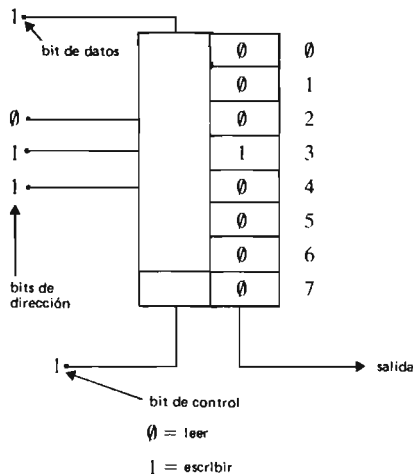 1
bit de datos
0 0
0 1
0 0 2
1 1 3
1 0 4
0 5
0 6
bits de dirección
0 7
1
salida
bit de control
0 = leer
1 = escribir